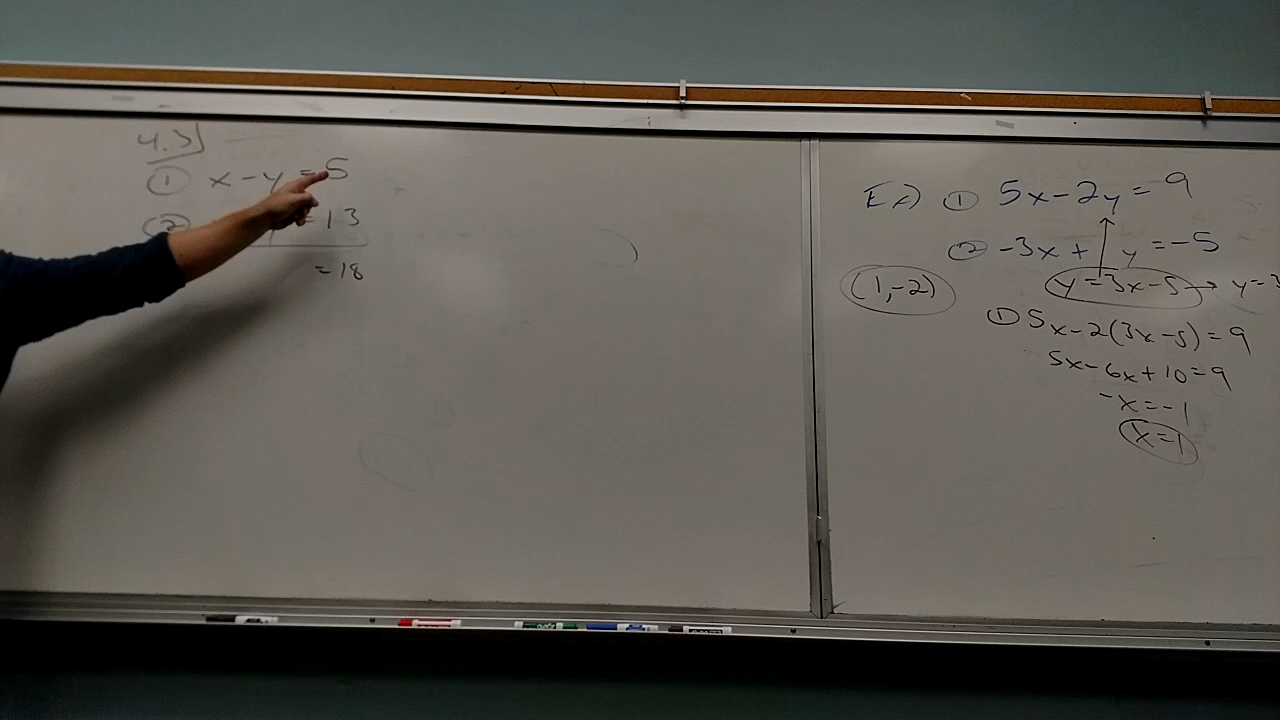 4.3)
① x-y=5
② =13
=18
Ex) ① 5x-2y=9
② -3x+y=-5
(1,-2) y=3x-5→ y=3
① 5x-2(3x-5)=9
5x-6x+10=9
-x=-1
x=1